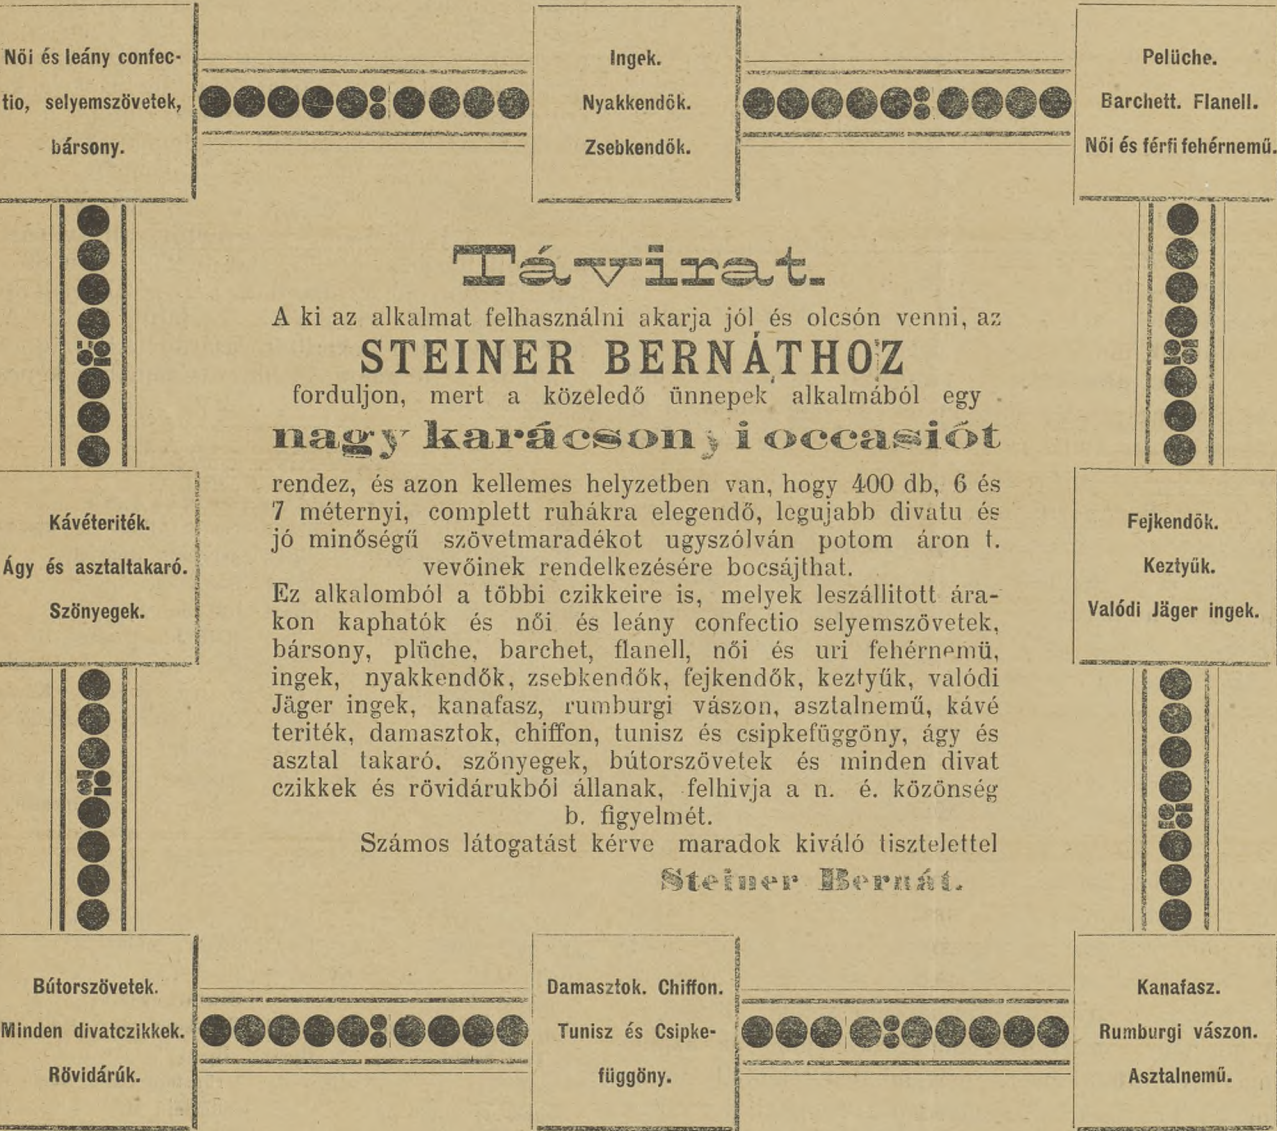 Női és leány confec-
tio, selyemszövetek,
bársony.
Ingek.
Nyakkendők.
Zsebkendők.
Pelüche.
Barchett. Flanell.
Női és férfi fehérnemű.
Távirat.
A ki az alkalmat felhasználni akarja jól és olcsón venni, az
STEINER BERNÁTHOZ
forduljon, mert a közeledő ünnepek alkalmából egy
nagy karácsonyi occasiót
rendez, és azon kellemes helyzetben van, hogy 400 db, 6 és
7 méternyi, complett ruhákra elegendő, legujabb divatu és
jó minőségű szövetmaradékot ugyszólván potom áron t.
vevőinek rendelkezésére bocsájthat.
Ez alkalomból a többi czikkeire is, melyek leszállitott ára-
kon kaphatók és női és leány confectio selyemszövetek,
bársony, plüche, barchet, flanell, női és uri fehérnemü,
ingek, nyakkendők, zsebkendők, fejkendők, keztyűk, valódi
Jäger ingek, kanafasz, rumburgi vászon, asztalnemű, kávé
teriték, damasztok, chiffon, tunisz és csipkefüggöny, ágy és
asztal takaró, szőnyegek, bútorszövetek és minden divat
czikkek és rövidárukból állanak, felhivja a n. é. közönség
b. figyelmét.
Számos látogatást kérve maradok kiváló tisztelettel
Steiner Bernát.
Kávéteriték.
Ágy és asztaltakaró.
Szönyegek.
Fejkendők.
Keztyűk.
Valódi Jäger ingek.
Bútorszövetek.
Minden divatczikkek.
Rövidárúk.
Damasztok. Chiffon.
Tunisz és Csipke-
függöny.
Kanafasz.
Rumburgi vászon.
Asztalnemű.